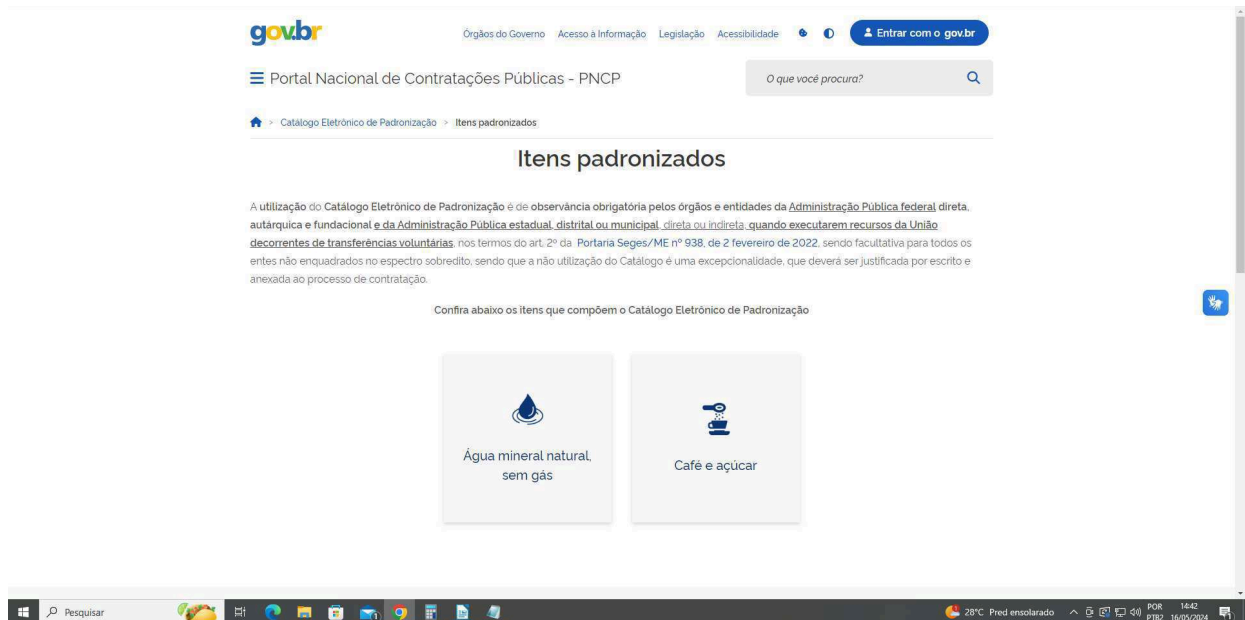 gov.br
Órgãos do Governo Acesso à Informação Legislação Acessibilidade Entrar com o gov.br
Portal Nacional de Contratações Públicas - PNCP
O que você procura?
> Catálogo Eletrônico de Padronização > Itens padronizados
Itens padronizados
A utilização do Catálogo Eletrônico de Padronização é de observância obrigatória pelos órgãos e entidades da Administração Pública federal direta,
autárquica e fundacional e da Administração Pública estadual, distrital ou municipal, direta ou indireta, quando executarem recursos da União
decorrentes de transferências voluntárias, nos termos do art. 2º da Portaria Seges/ME nº 938, de 2 fevereiro de 2022, sendo facultativa para todos os
entes não enquadrados no espectro sobredito, sendo que a não utilização do Catálogo é uma excepcionalidade, que deverá ser justificada por escrito e
anexada ao processo de contratação.
Confira abaixo os itens que compõem o Catálogo Eletrônico de Padronização
Água mineral natural,
sem gás
Café e açúcar
Pesquisar
28°C Pred ensolarado
POR
PTB2
14:42
16/05/2024